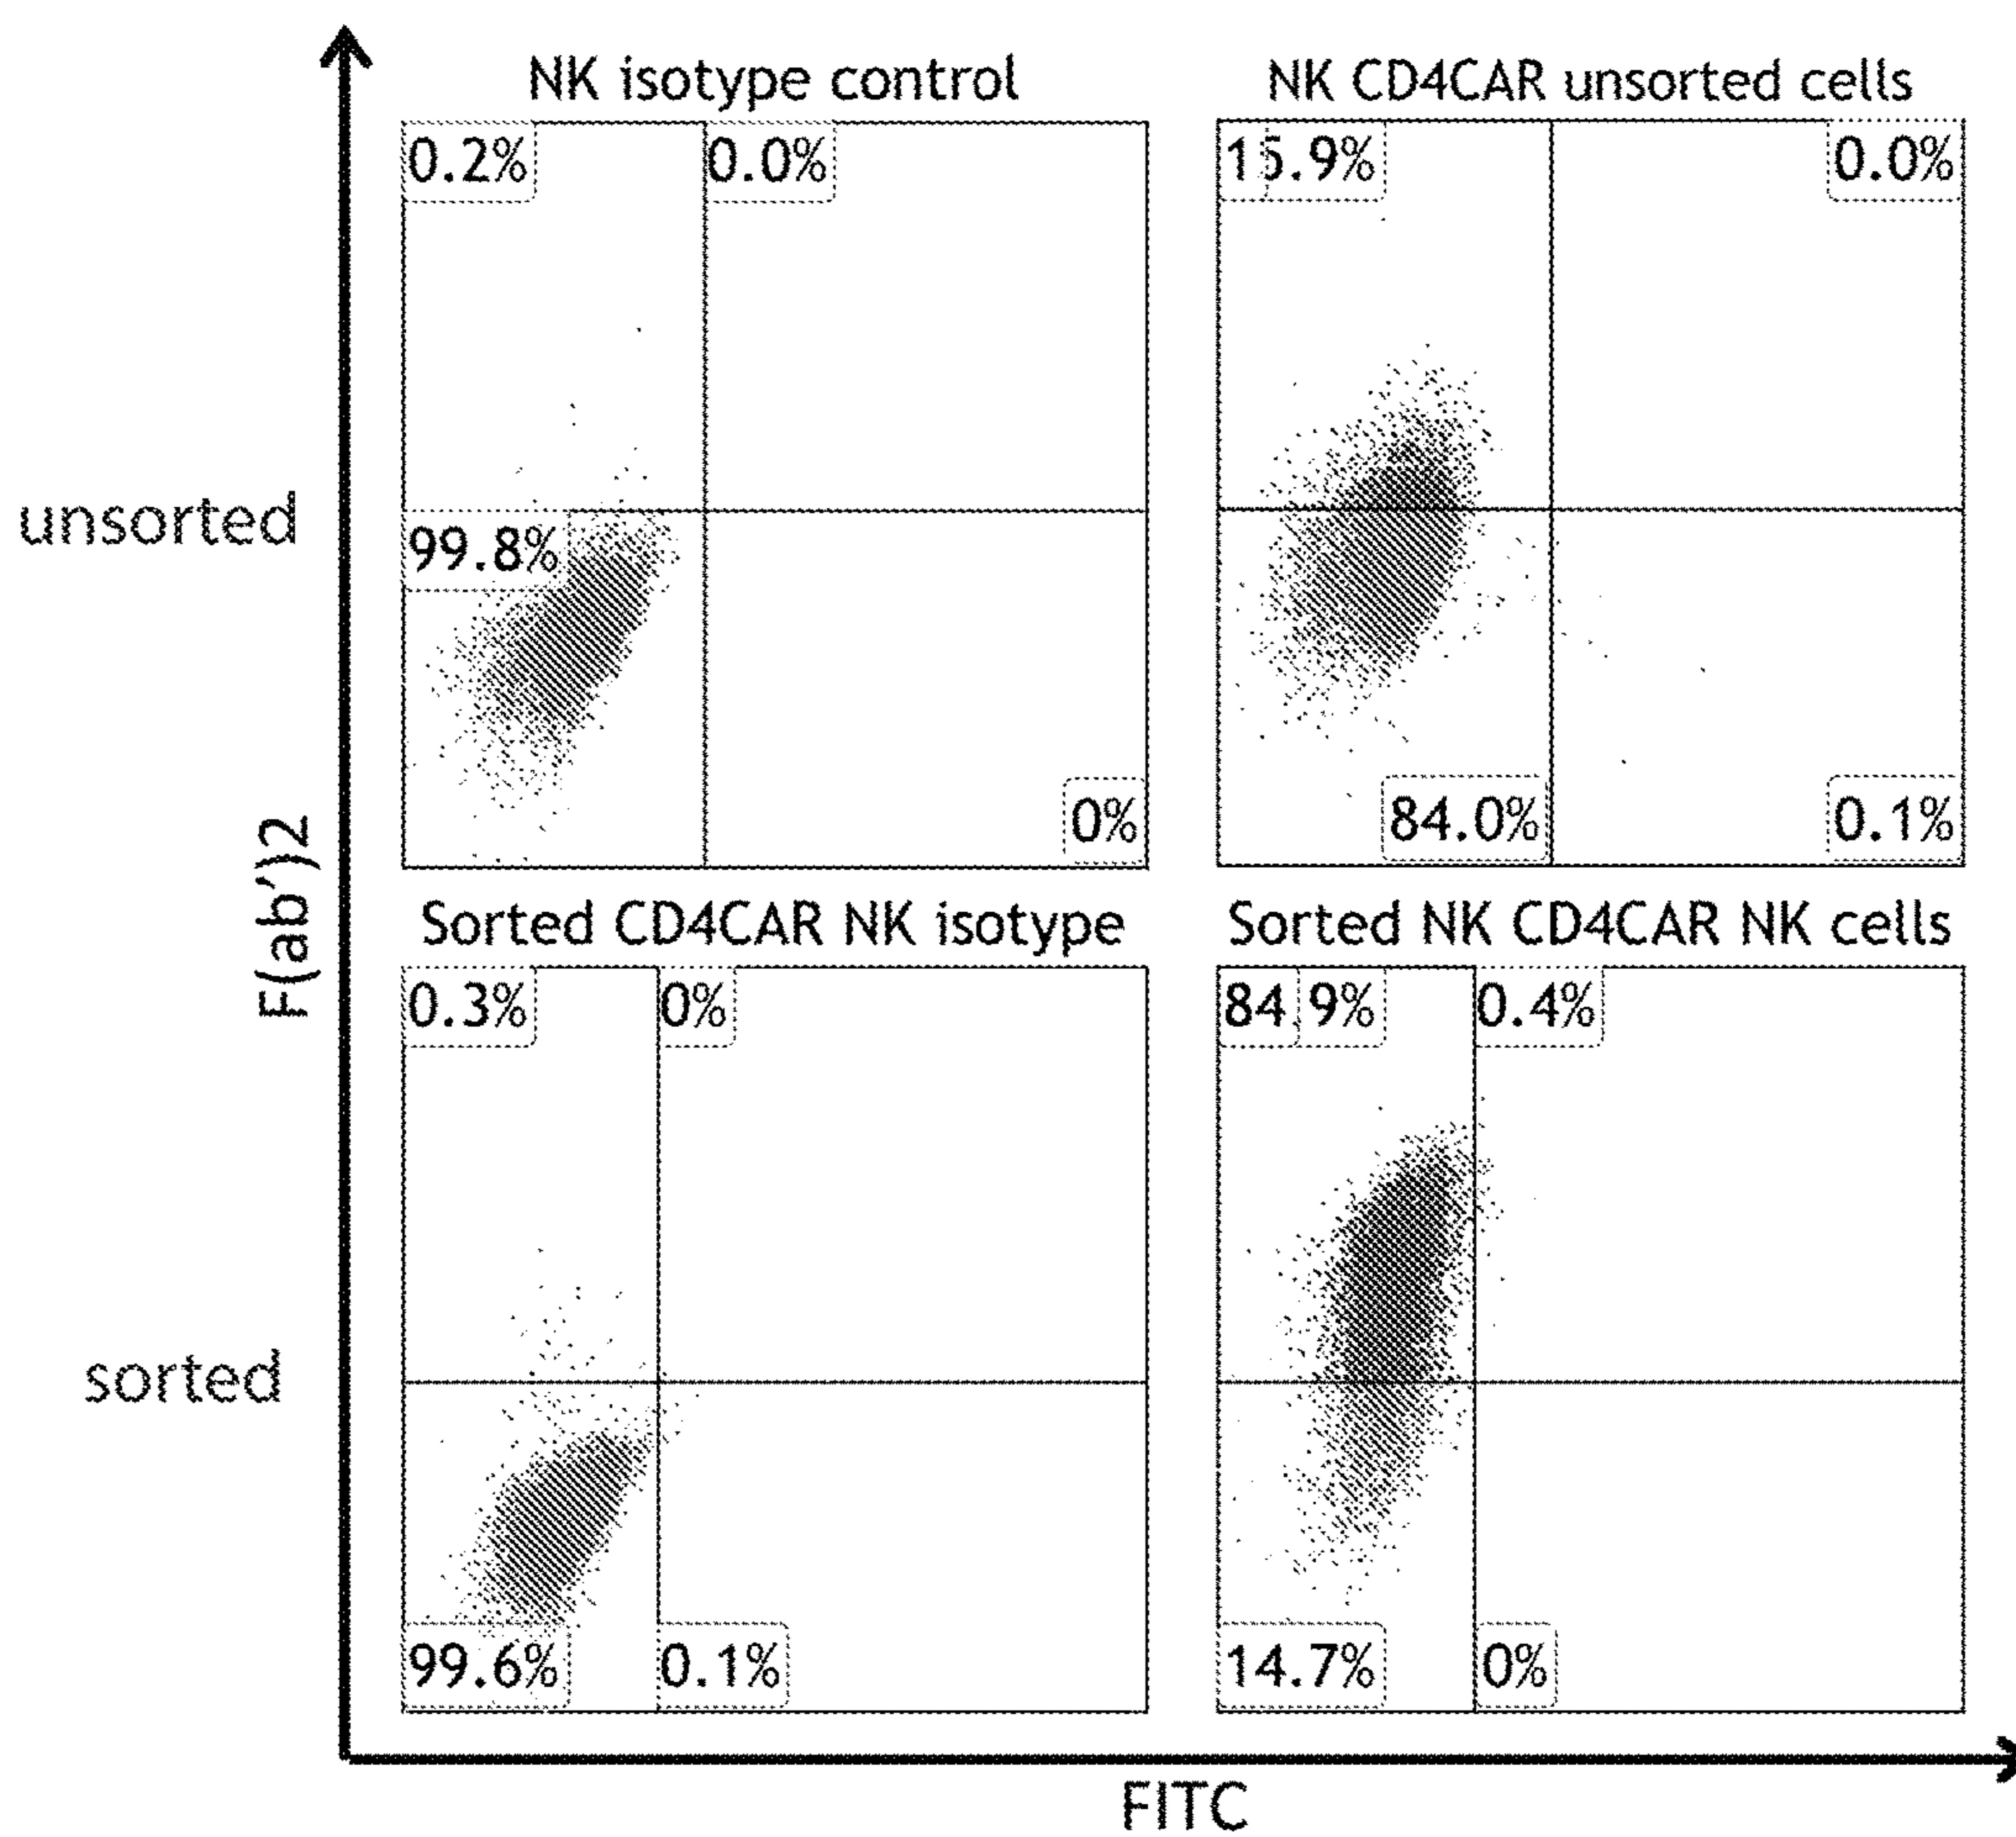 NK isotype control
NK CD4CAR unsorted cells
0.2%
0.0%
15.9%
0.0%
unsorted
99.8%
0%
84.0%
0.1%
F(ab')2
Sorted CD4CAR NK isotype
Sorted NK CD4CAR NK cells
0.3%
0%
84.9%
0.4%
sorted
99.6%
0.1%
14.7%
0%
FITC